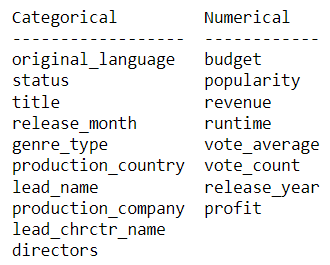 Categorical         Numerical
------------------  ------------
original_language   budget
status              popularity
title               revenue
release_month       runtime
genre_type          vote_average
production_country  vote_count
lead_name           release_year
production_company  profit
lead_chrctr_name
directors